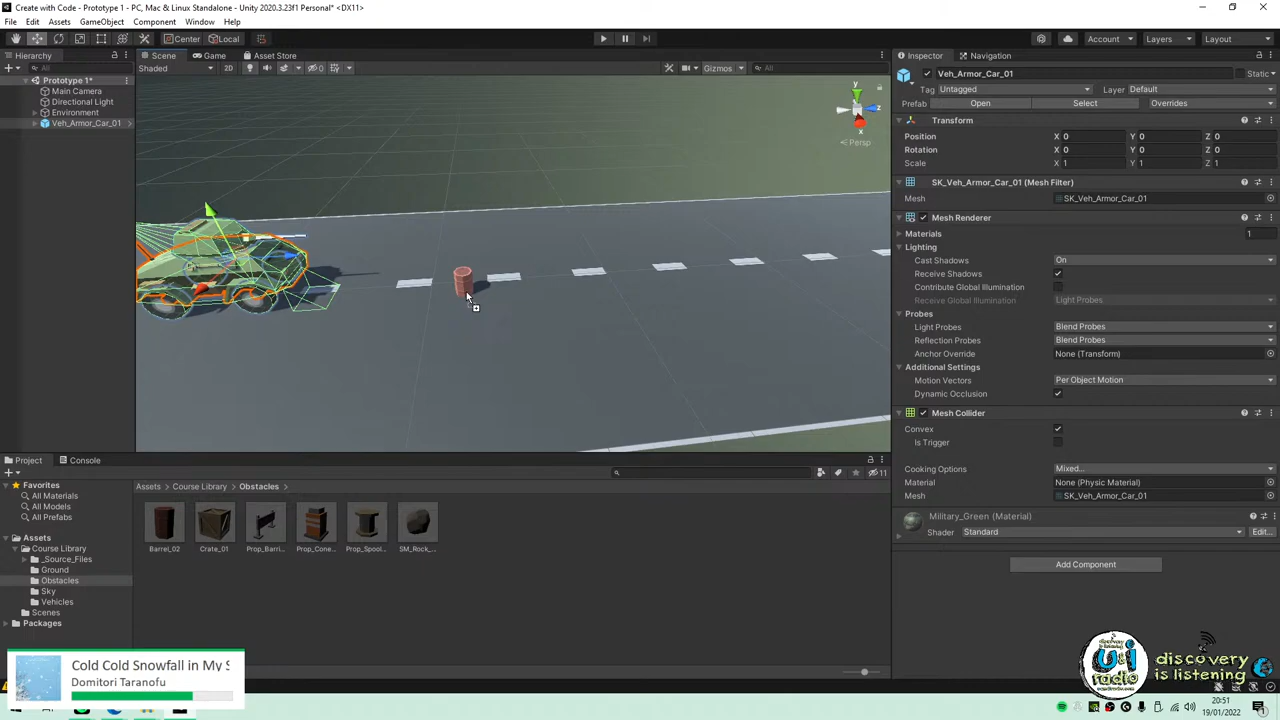 Create with Code - Prototype 1 - PC, Mac & Linux Standalone - Unity 2020.3.23f1 Personal* <DX11>
File Edit Assets GameObject Component Window Help
Center Local Account Layers Layout
Hierarchy
All
Prototype 1*
Main Camera
Directional Light
Environment
Veh_Armor_Car_01
Scene Game Asset Store
Shaded 2D 0 Gizmos All
y
z
x
Persp
Inspector Navigation
Veh_Armor_Car_01 Static
Tag Untagged Layer Default
Prefab Open Select Overrides
Transform
Position X 0 Y 0 Z 0
Rotation X 0 Y 0 Z 0
Scale X 1 Y 1 Z 1
SK_Veh_Armor_Car_01 (Mesh Filter)
Mesh SK_Veh_Armor_Car_01
Mesh Renderer
Materials 1
Lighting
Cast Shadows On
Receive Shadows
Contribute Global Illumination
Receive Global Illumination Light Probes
Probes
Light Probes Blend Probes
Reflection Probes Blend Probes
Anchor Override None (Transform)
Additional Settings
Motion Vectors Per Object Motion
Dynamic Occlusion
Mesh Collider
Convex
Is Trigger
Cooking Options Mixed...
Material None (Physic Material)
Mesh SK_Veh_Armor_Car_01
Military_Green (Material)
Shader Standard Edit...
Add Component
Project Console
11
Favorites
All Materials
All Models
All Prefabs
Assets
Course Library
_Source_Files
Ground
Obstacles
Sky
Vehicles
Scenes
Packages
Assets > Course Library > Obstacles >
Barrel_02 Crate_01 Prop_Barri... Prop_Cone... Prop_Spool... SM_Rock_...
Cold Cold Snowfall in My S
Domitori Taranofu
discovery is listening
U&I
radio
discovery
is listening
20:51
19/01/2022